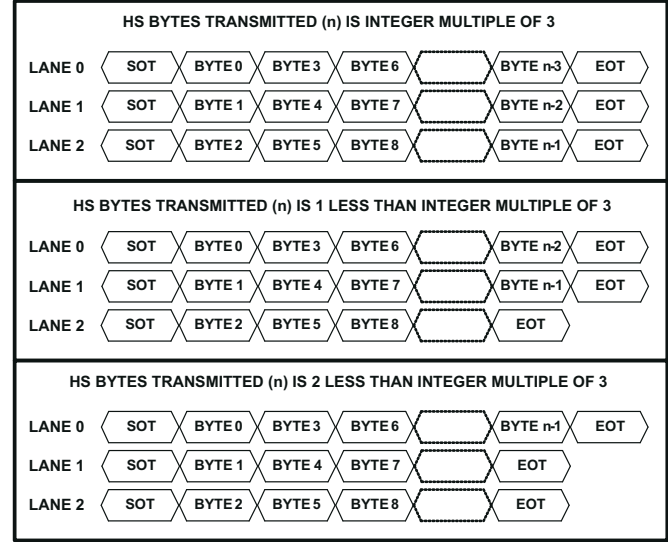 HS BYTES TRANSMITTED (n) IS INTEGER MULTIPLE OF 3
LANE 0 SOT BYTE 0 BYTE 3 BYTE 6 BYTE n-3 EOT
LANE 1 SOT BYTE 1 BYTE 4 BYTE 7 BYTE n-2 EOT
LANE 2 SOT BYTE 2 BYTE 5 BYTE 8 BYTE n-1 EOT
HS BYTES TRANSMITTED (n) IS 1 LESS THAN INTEGER MULTIPLE OF 3
LANE 0 SOT BYTE 0 BYTE 3 BYTE 6 BYTE n-2 EOT
LANE 1 SOT BYTE 1 BYTE 4 BYTE 7 BYTE n-1 EOT
LANE 2 SOT BYTE 2 BYTE 5 BYTE 8 EOT
HS BYTES TRANSMITTED (n) IS 2 LESS THAN INTEGER MULTIPLE OF 3
LANE 0 SOT BYTE 0 BYTE 3 BYTE 6 BYTE n-1 EOT
LANE 1 SOT BYTE 1 BYTE 4 BYTE 7 EOT
LANE 2 SOT BYTE 2 BYTE 5 BYTE 8 EOT